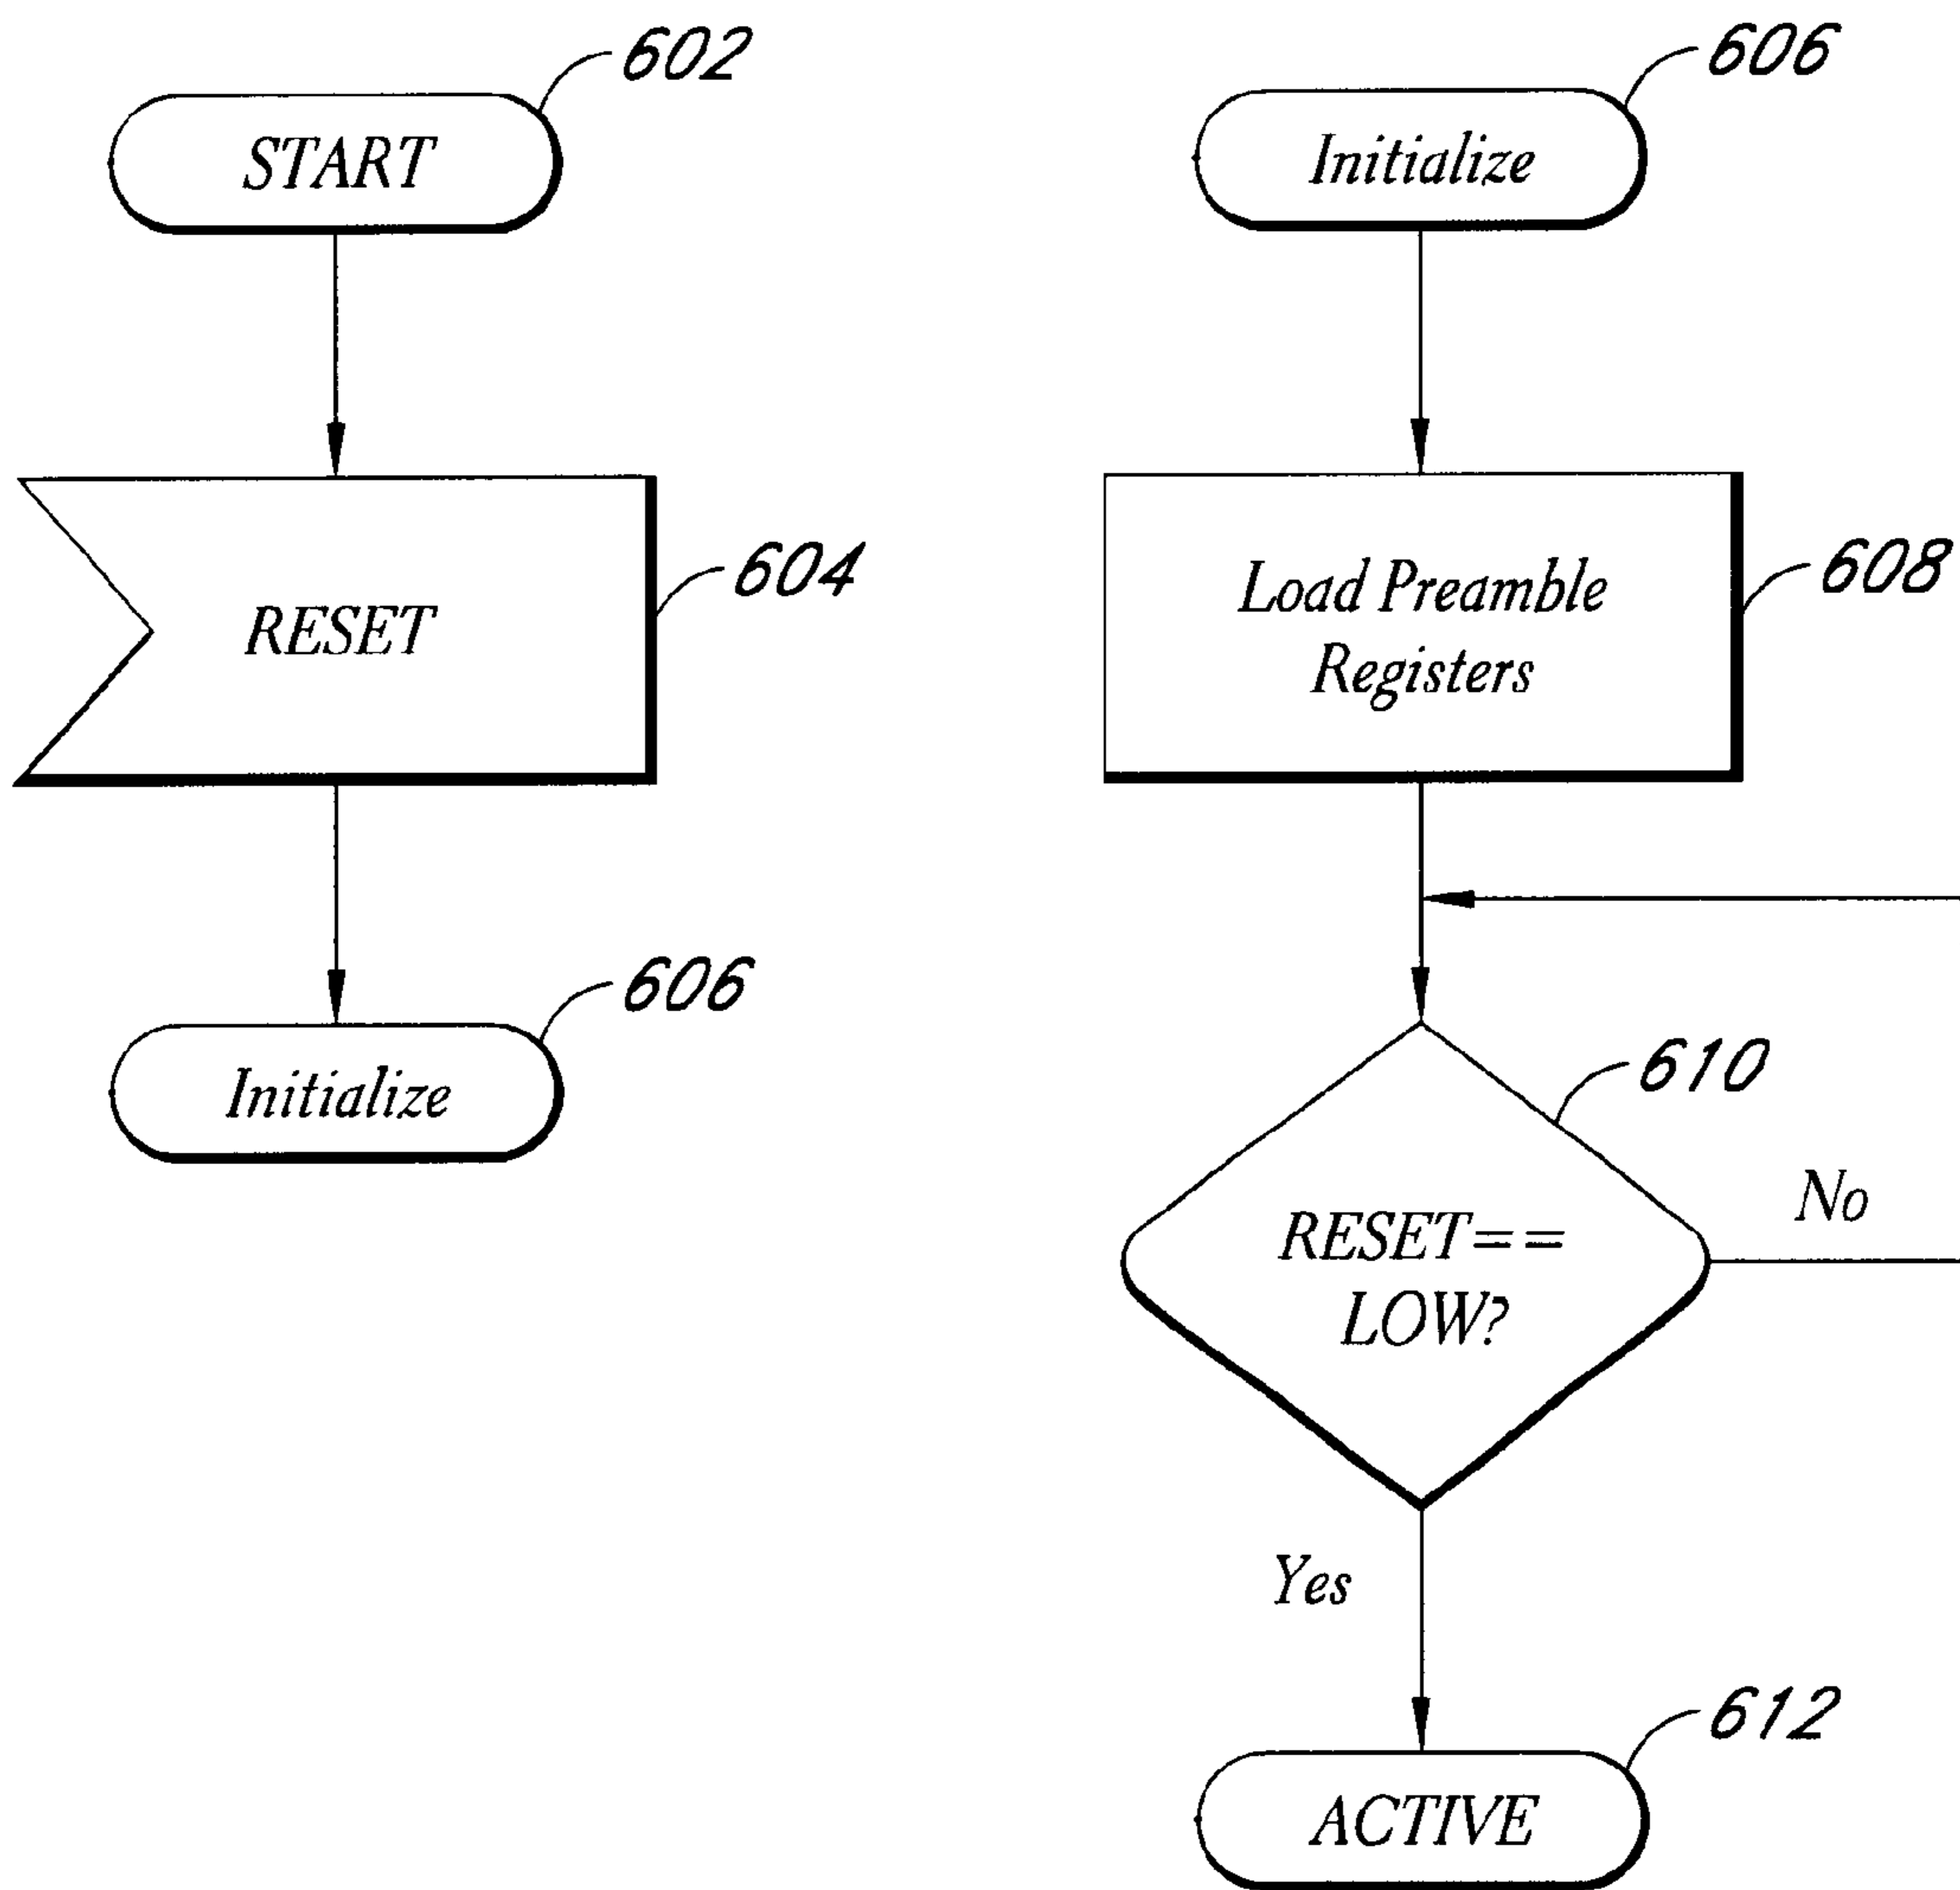 602
START
604
RESET
606
Initialize
606
Initialize
608
Load Preamble
Registers
610
RESET==
LOW?
No
Yes
612
ACTIVE